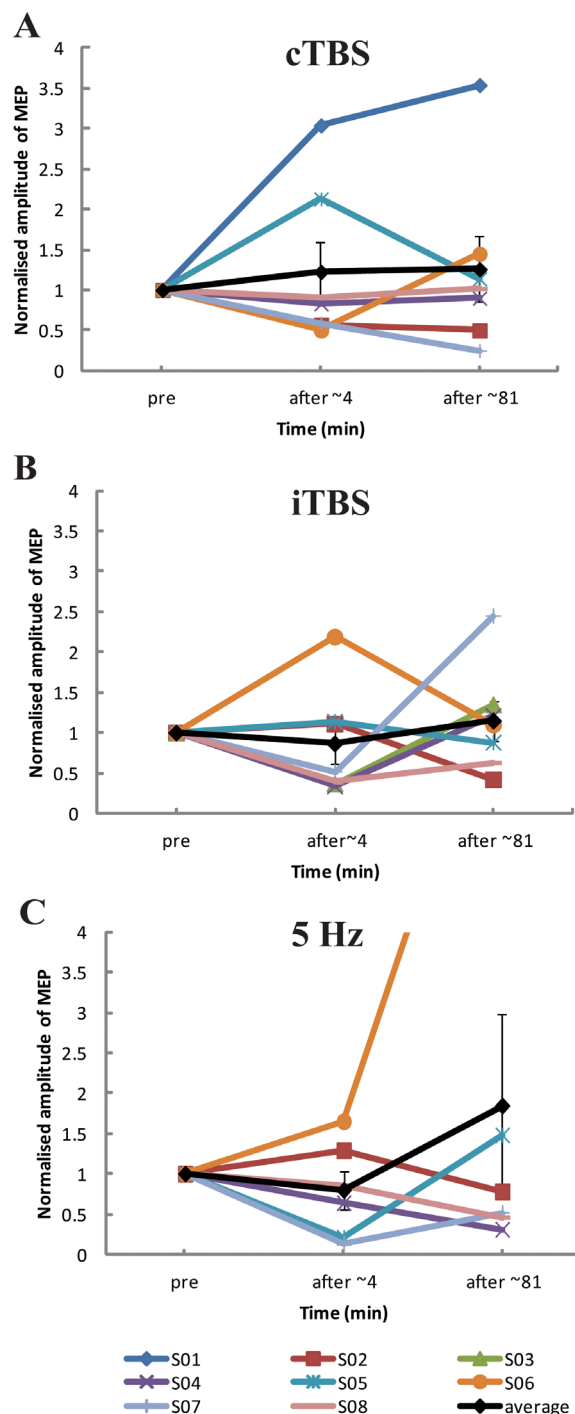 A
cTBS
Normalised amplitude of MEP
4
3.5
3
2.5
2
1.5
1
0.5
0
pre
after ~4
after ~81
Time (min)
B
iTBS
Normalised amplitude of MEP
4
3.5
3
2.5
2
1.5
1
0.5
0
pre
after~4
after ~81
Time (min)
C
5 Hz
Normalised amplitude of MEP
4
3.5
3
2.5
2
1.5
1
0.5
0
pre
after ~4
after ~81
Time (min)
S01 S02 S03
S04 S05 S06
S07 S08 average